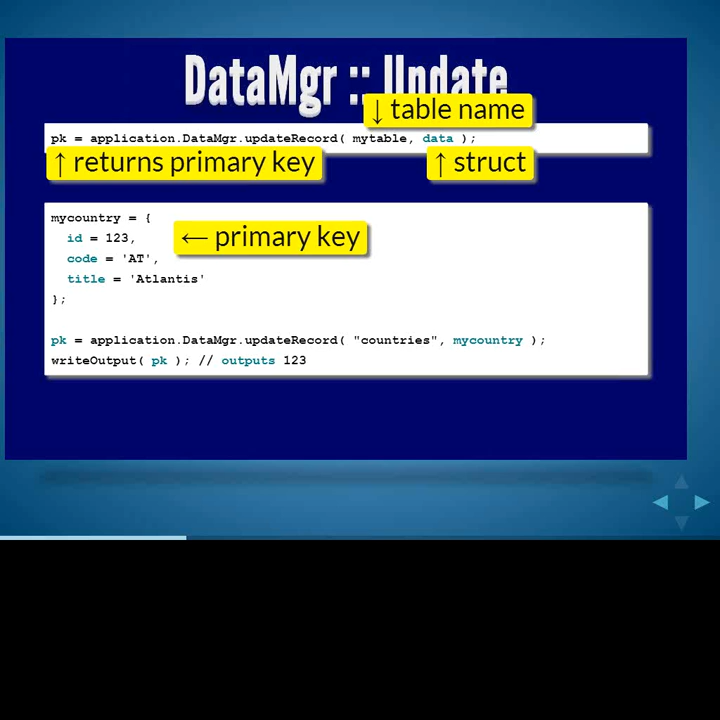 DataMgr :: Update
↓ table name
pk = application.DataMgr.updateRecord( mytable, data );
↑ returns primary key
↑ struct
mycountry = {
id = 123,
← primary key
code = 'AT',
title = 'Atlantis'
};
pk = application.DataMgr.updateRecord( "countries", mycountry );
writeOutput( pk ); // outputs 123